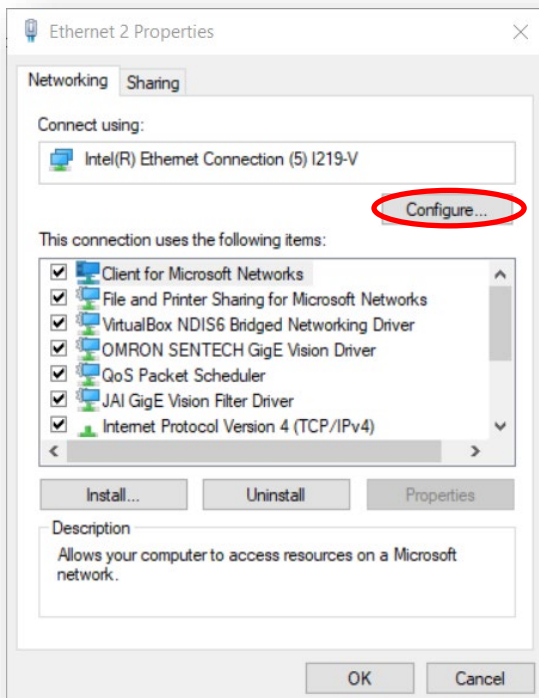 Ethernet 2 Properties
Networking
Sharing
Connect using:
Intel(R) Ethernet Connection (5) I219-V
Configure...
This connection uses the following items:
Client for Microsoft Networks
File and Printer Sharing for Microsoft Networks
VirtualBox NDIS6 Bridged Networking Driver
OMRON SENTECH GigE Vision Driver
QoS Packet Scheduler
JAI GigE Vision Filter Driver
Internet Protocol Version 4 (TCP/IPv4)
Install...
Uninstall
Properties
Description
Allows your computer to access resources on a Microsoft
network.
OK
Cancel